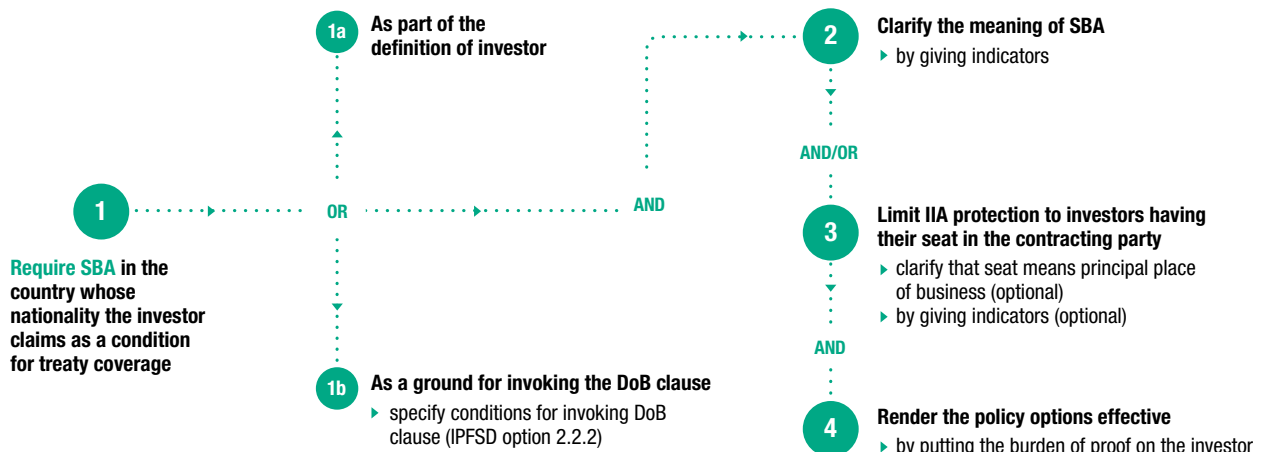 1
Require SBA in the
country whose
nationality the investor
claims as a condition
for treaty coverage
OR
1a
As part of the
definition of investor
1b
As a ground for invoking the DoB clause
specify conditions for invoking DoB
clause (IPFSD option 2.2.2)
AND
2
Clarify the meaning of SBA
by giving indicators
AND/OR
3
Limit IIA protection to investors having
their seat in the contracting party
clarify that seat means principal place
of business (optional)
by giving indicators (optional)
AND
4
Render the policy options effective
by putting the burden of proof on the investor